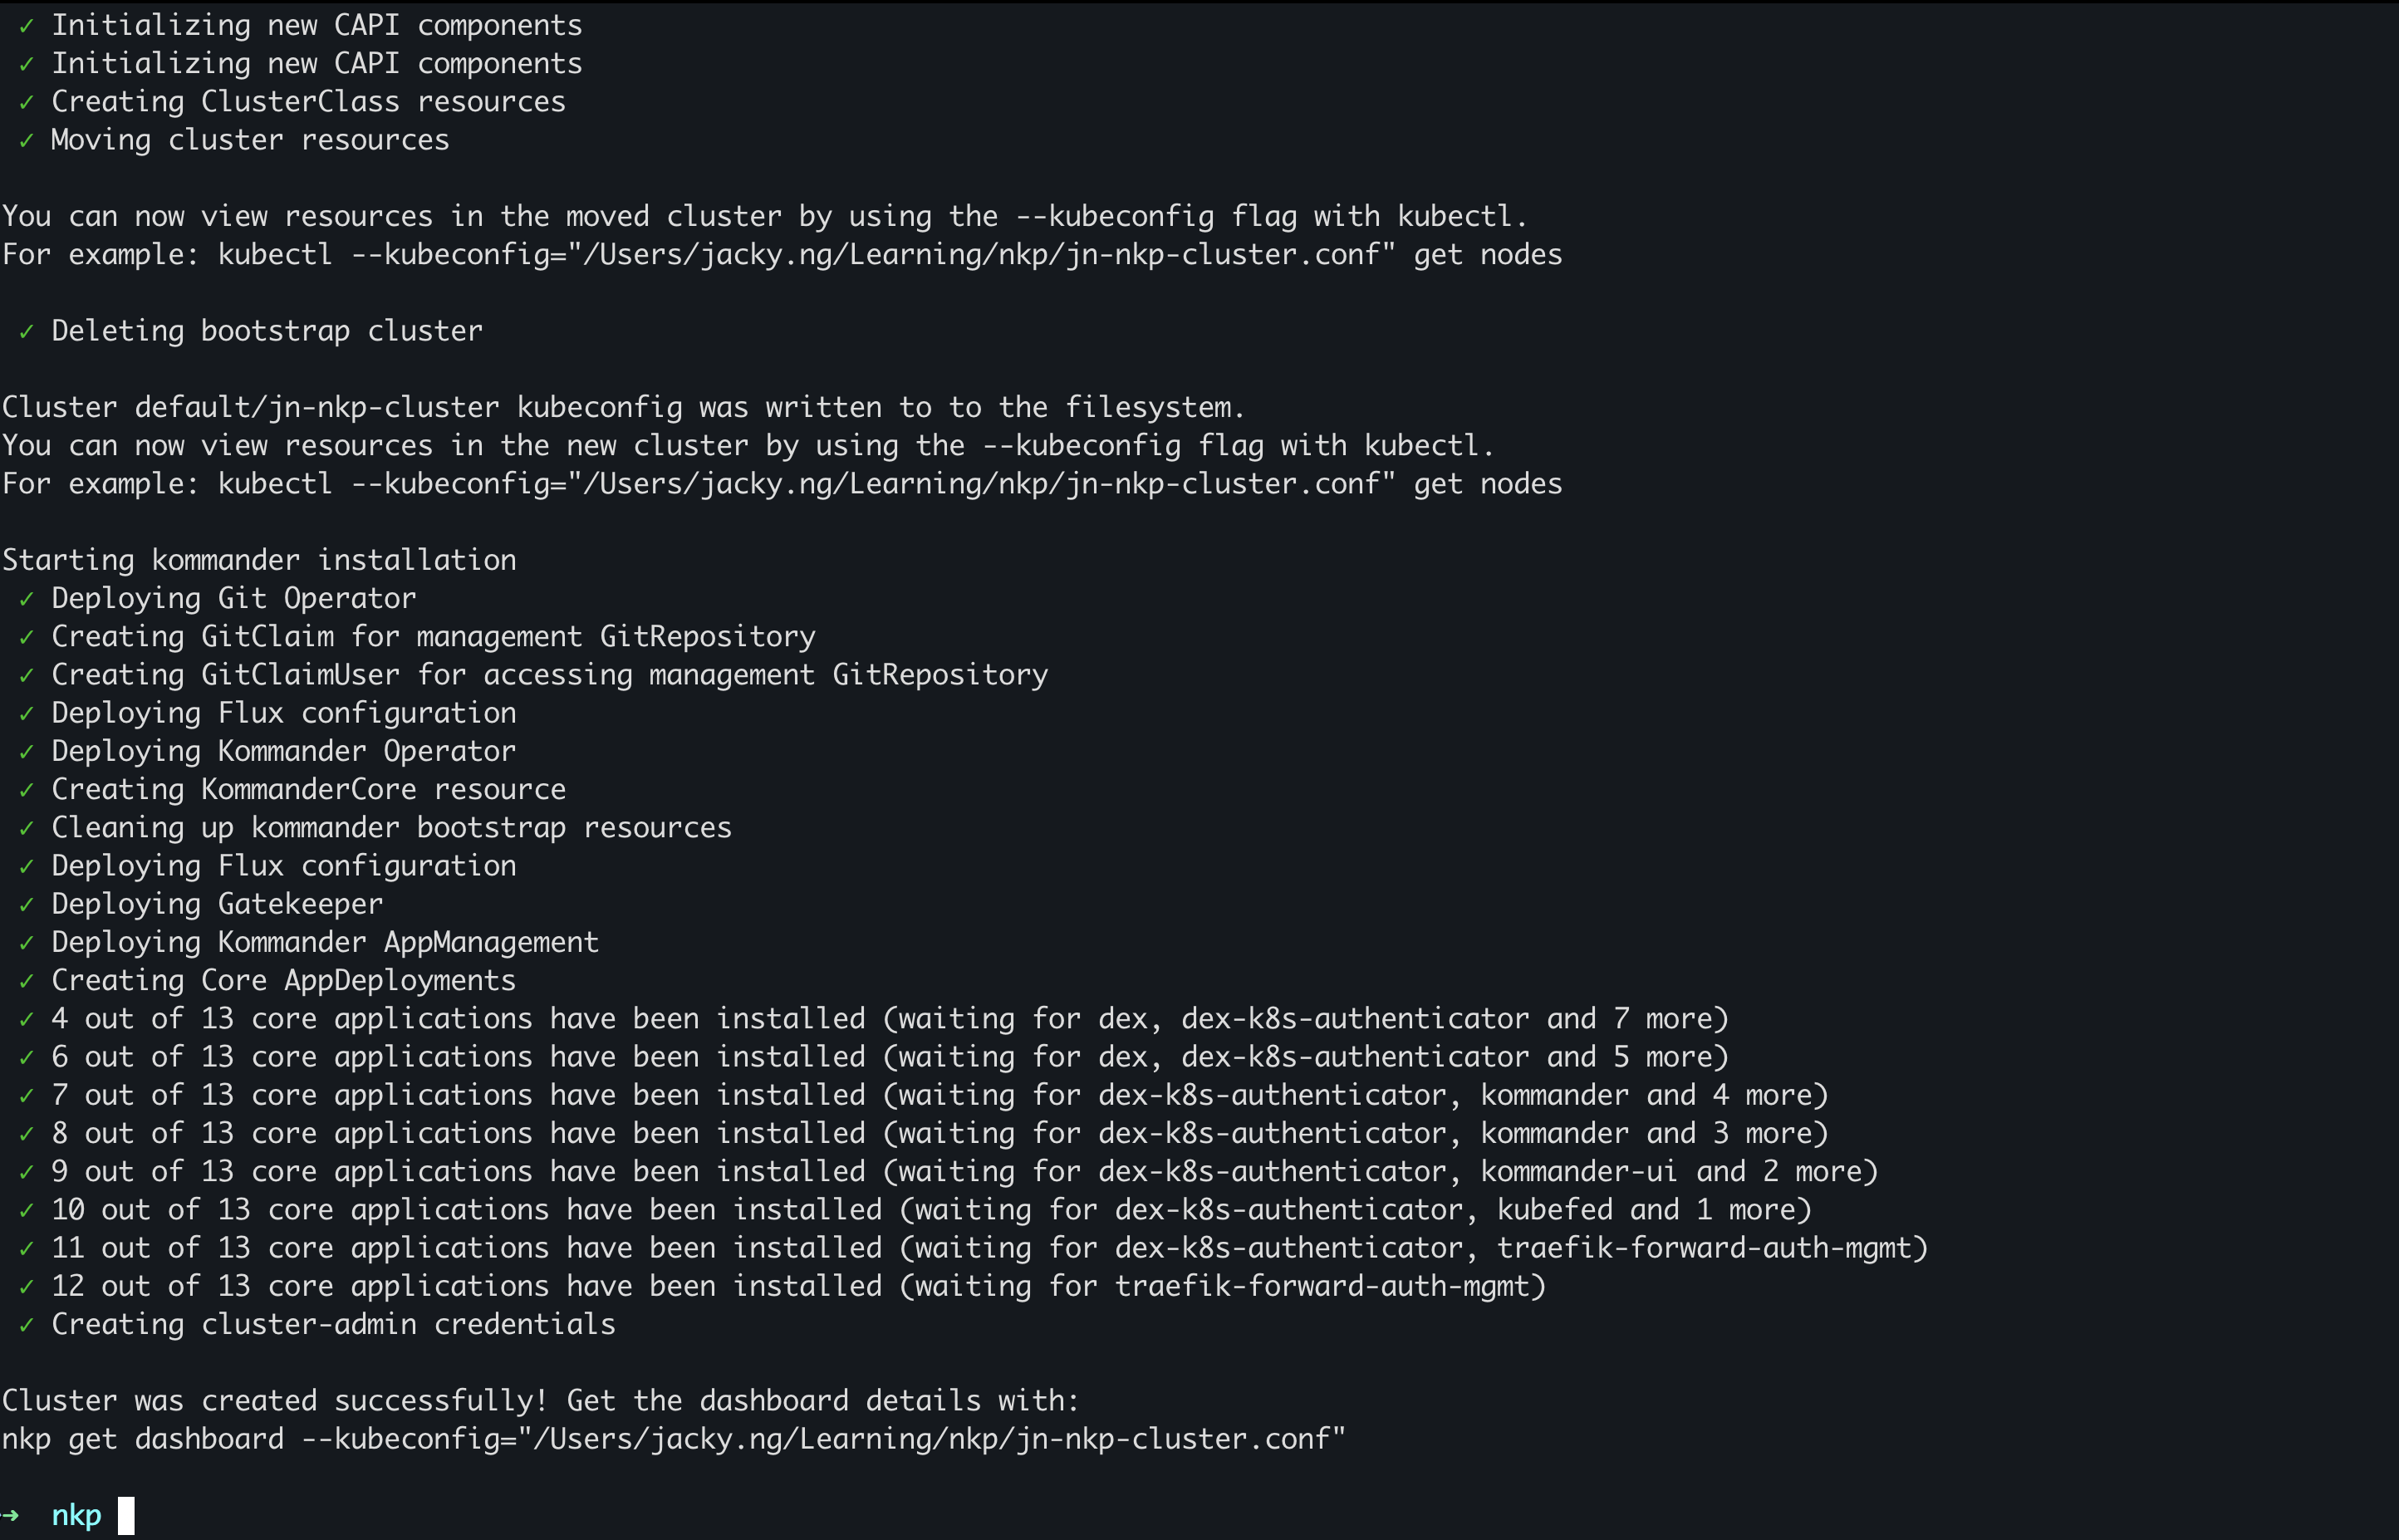 ✓ Initializing new CAPI components
✓ Initializing new CAPI components
✓ Creating ClusterClass resources
✓ Moving cluster resources
You can now view resources in the moved cluster by using the --kubeconfig flag with kubectl.
For example: kubectl --kubeconfig="/Users/jacky.ng/Learning/nkp/jn-nkp-cluster.conf" get nodes
✓ Deleting bootstrap cluster
Cluster default/jn-nkp-cluster kubeconfig was written to to the filesystem.
You can now view resources in the new cluster by using the --kubeconfig flag with kubectl.
For example: kubectl --kubeconfig="/Users/jacky.ng/Learning/nkp/jn-nkp-cluster.conf" get nodes
Starting kommander installation
✓ Deploying Git Operator
✓ Creating GitClaim for management GitRepository
✓ Creating GitClaimUser for accessing management GitRepository
✓ Deploying Flux configuration
✓ Deploying Kommander Operator
✓ Creating KommanderCore resource
✓ Cleaning up kommander bootstrap resources
✓ Deploying Flux configuration
✓ Deploying Gatekeeper
✓ Deploying Kommander AppManagement
✓ Creating Core AppDeployments
✓ 4 out of 13 core applications have been installed (waiting for dex, dex-k8s-authenticator and 7 more)
✓ 6 out of 13 core applications have been installed (waiting for dex, dex-k8s-authenticator and 5 more)
✓ 7 out of 13 core applications have been installed (waiting for dex-k8s-authenticator, kommander and 4 more)
✓ 8 out of 13 core applications have been installed (waiting for dex-k8s-authenticator, kommander and 3 more)
✓ 9 out of 13 core applications have been installed (waiting for dex-k8s-authenticator, kommander-ui and 2 more)
✓ 10 out of 13 core applications have been installed (waiting for dex-k8s-authenticator, kubefed and 1 more)
✓ 11 out of 13 core applications have been installed (waiting for dex-k8s-authenticator, traefik-forward-auth-mgmt)
✓ 12 out of 13 core applications have been installed (waiting for traefik-forward-auth-mgmt)
✓ Creating cluster-admin credentials
Cluster was created successfully! Get the dashboard details with:
nkp get dashboard --kubeconfig="/Users/jacky.ng/Learning/nkp/jn-nkp-cluster.conf"
→ nkp